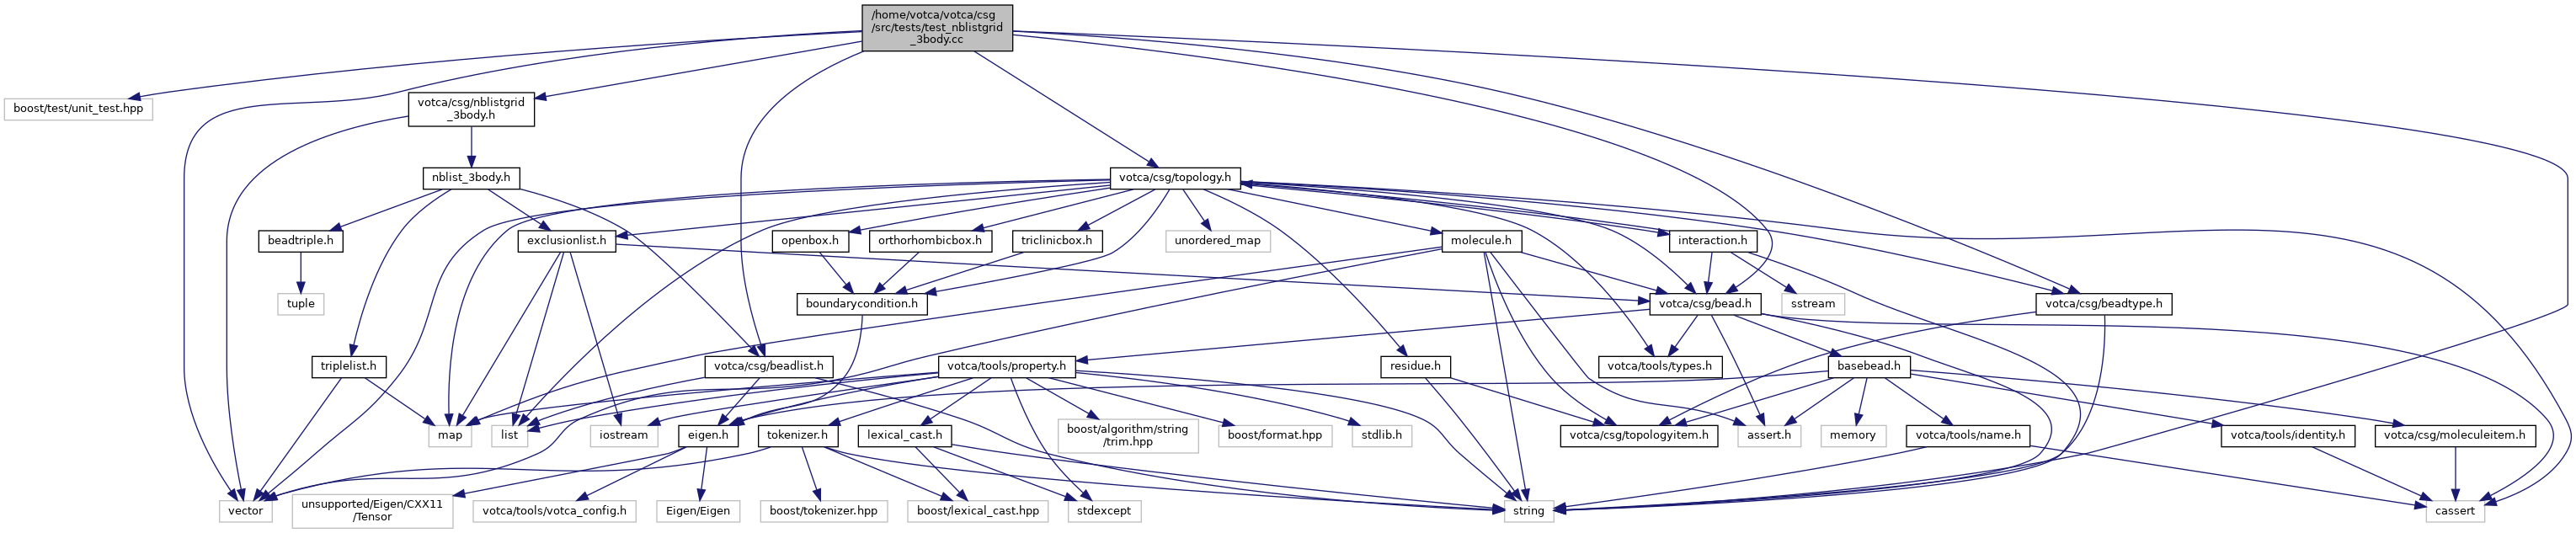 /home/votca/votca/csg
/src/tests/test_nblistgrid
_3body.cc
boost/test/unit_test.hpp
votca/csg/nblistgrid
_3body.h
nblist_3body.h
votca/csg/topology.h
beadtriple.h
exclusionlist.h
openbox.h
orthorhombicbox.h
triclinicbox.h
unordered_map
molecule.h
interaction.h
tuple
boundarycondition.h
votca/csg/bead.h
sstream
votca/csg/beadtype.h
triplelist.h
votca/csg/beadlist.h
votca/tools/property.h
residue.h
votca/tools/types.h
basebead.h
map
list
iostream
eigen.h
tokenizer.h
lexical_cast.h
boost/algorithm/string
/trim.hpp
boost/format.hpp
stdlib.h
votca/csg/topologyitem.h
assert.h
memory
votca/tools/name.h
votca/tools/identity.h
votca/csg/moleculeitem.h
vector
unsupported/Eigen/CXX11
/Tensor
votca/tools/votca_config.h
Eigen/Eigen
boost/tokenizer.hpp
boost/lexical_cast.hpp
stdexcept
string
cassert